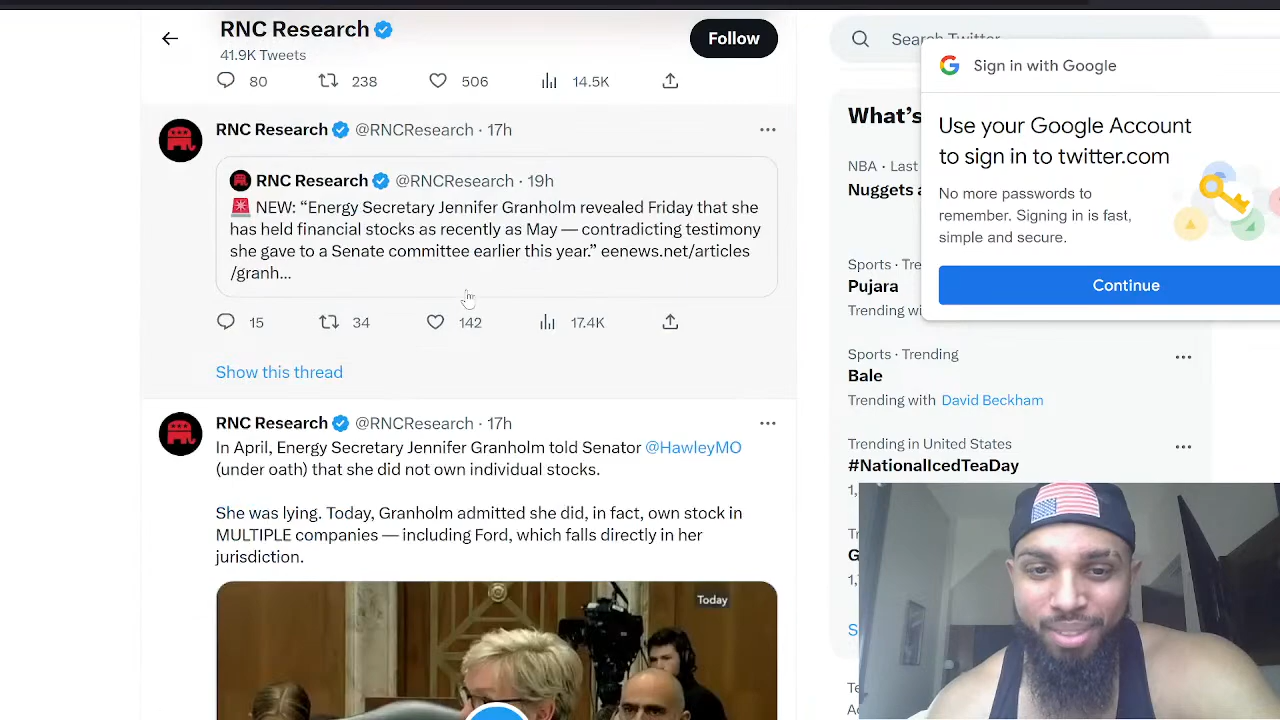 RNC Research
41.9K Tweets
Follow
80 238 506 14.5K
RNC Research @RNCResearch · 17h
RNC Research @RNCResearch · 19h
🚨 NEW: “Energy Secretary Jennifer Granholm revealed Friday that she
has held financial stocks as recently as May — contradicting testimony
she gave to a Senate committee earlier this year.” eenews.net/articles
/granh...
15 34 142 17.4K
Show this thread
RNC Research @RNCResearch · 17h
In April, Energy Secretary Jennifer Granholm told Senator @HawleyMO
(under oath) that she did not own individual stocks.
She was lying. Today, Granholm admitted she did, in fact, own stock in
MULTIPLE companies — including Ford, which falls directly in her
jurisdiction.
Today
Search Twitter
Sign in with Google
Use your Google Account
to sign in to twitter.com
No more passwords to
remember. Signing in is fast,
simple and secure.
Continue
What’s
NBA · Last
Nuggets
Sports · Tre
Pujara
Trending wi
Sports · Trending
Bale
Trending with David Beckham
Trending in United States
#NationalIcedTeaDay
1,
Tr
G
1,
S
Te
Ac